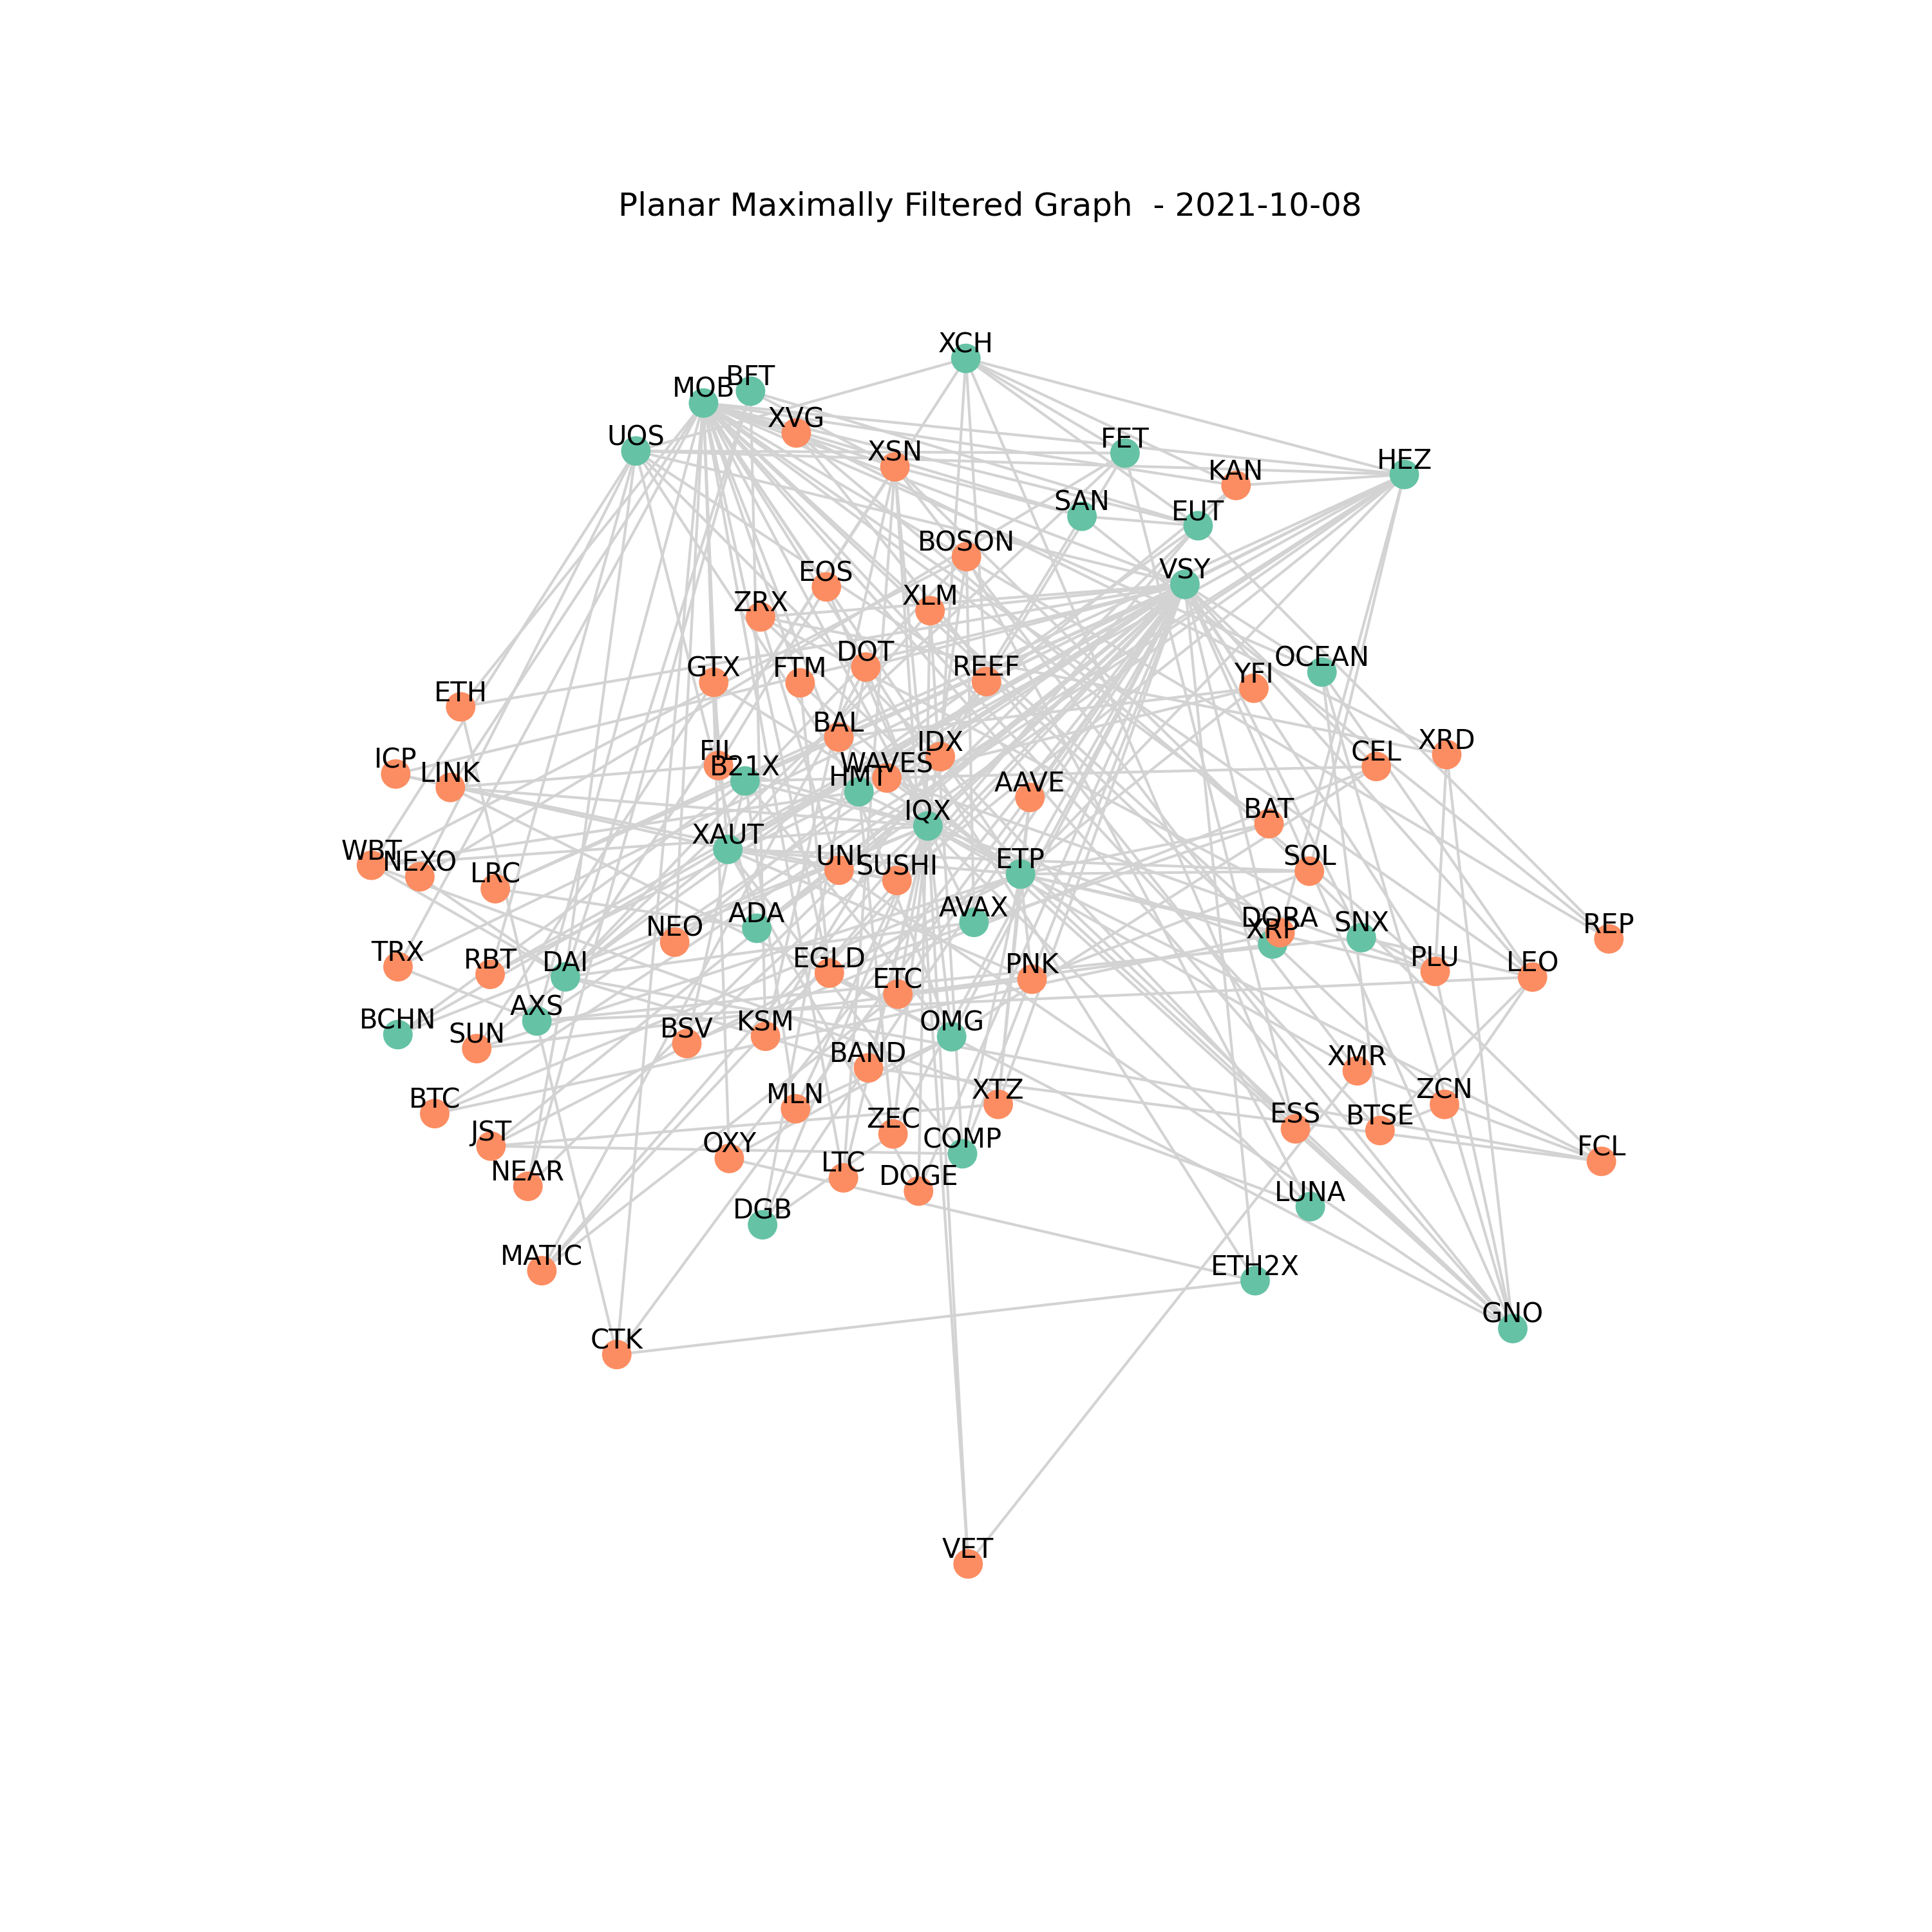 Planar Maximally Filtered Graph - 2021-10-08
XCH
BFT
MOB
XVG
UOS
FET
XSN
HEZ
KAN
SAN
EUT
BOSON
VSY
EOS
XLM
ZRX
DOT
OCEAN
GTX
FTM
REEF
YFI
ETH
BAL
XRD
IDX
FIL
CEL
ICP
WAVES
B21X
LINK
HMT
AAVE
BAT
IQX
XAUT
WBT
UNI
SOL
ETP
NEXO
SUSHI
LRC
AVAX
ADA
DORA
SNX
REP
NEO
XRP
TRX
PLU
EGLD
RBT
DAI
LEO
PNK
ETC
AXS
BCHN
KSM
OMG
BSV
SUN
BAND
XMR
XTZ
ZCN
MLN
BTC
ESS
BTSE
ZEC
JST
COMP
OXY
FCL
LTC
NEAR
DOGE
LUNA
DGB
MATIC
ETH2X
GNO
CTK
VET